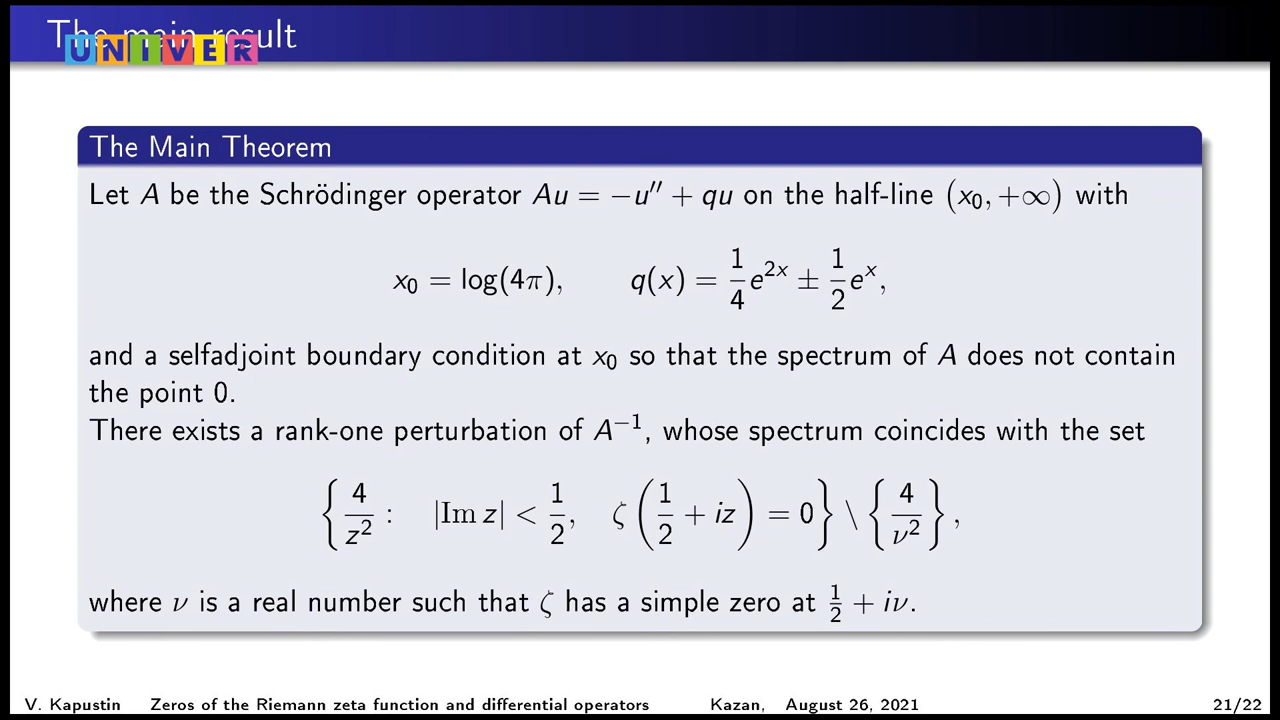 The main result
UNIVER
The Main Theorem
Let A be the Schrödinger operator Au = −u″ + qu on the half-line (x₀, +∞) with
x₀ = log(4π), q(x) = 1/4 e^{2x} ± 1/2 e^x,
and a selfadjoint boundary condition at x₀ so that the spectrum of A does not contain
the point 0.
There exists a rank-one perturbation of A⁻¹, whose spectrum coincides with the set
{ 4/z² : |Im z| < 1/2, ζ(1/2 + iz) = 0 } \ { 4/ν² },
where ν is a real number such that ζ has a simple zero at 1/2 + iν.
V. Kapustin Zeros of the Riemann zeta function and differential operators Kazan, August 26, 2021 21/22